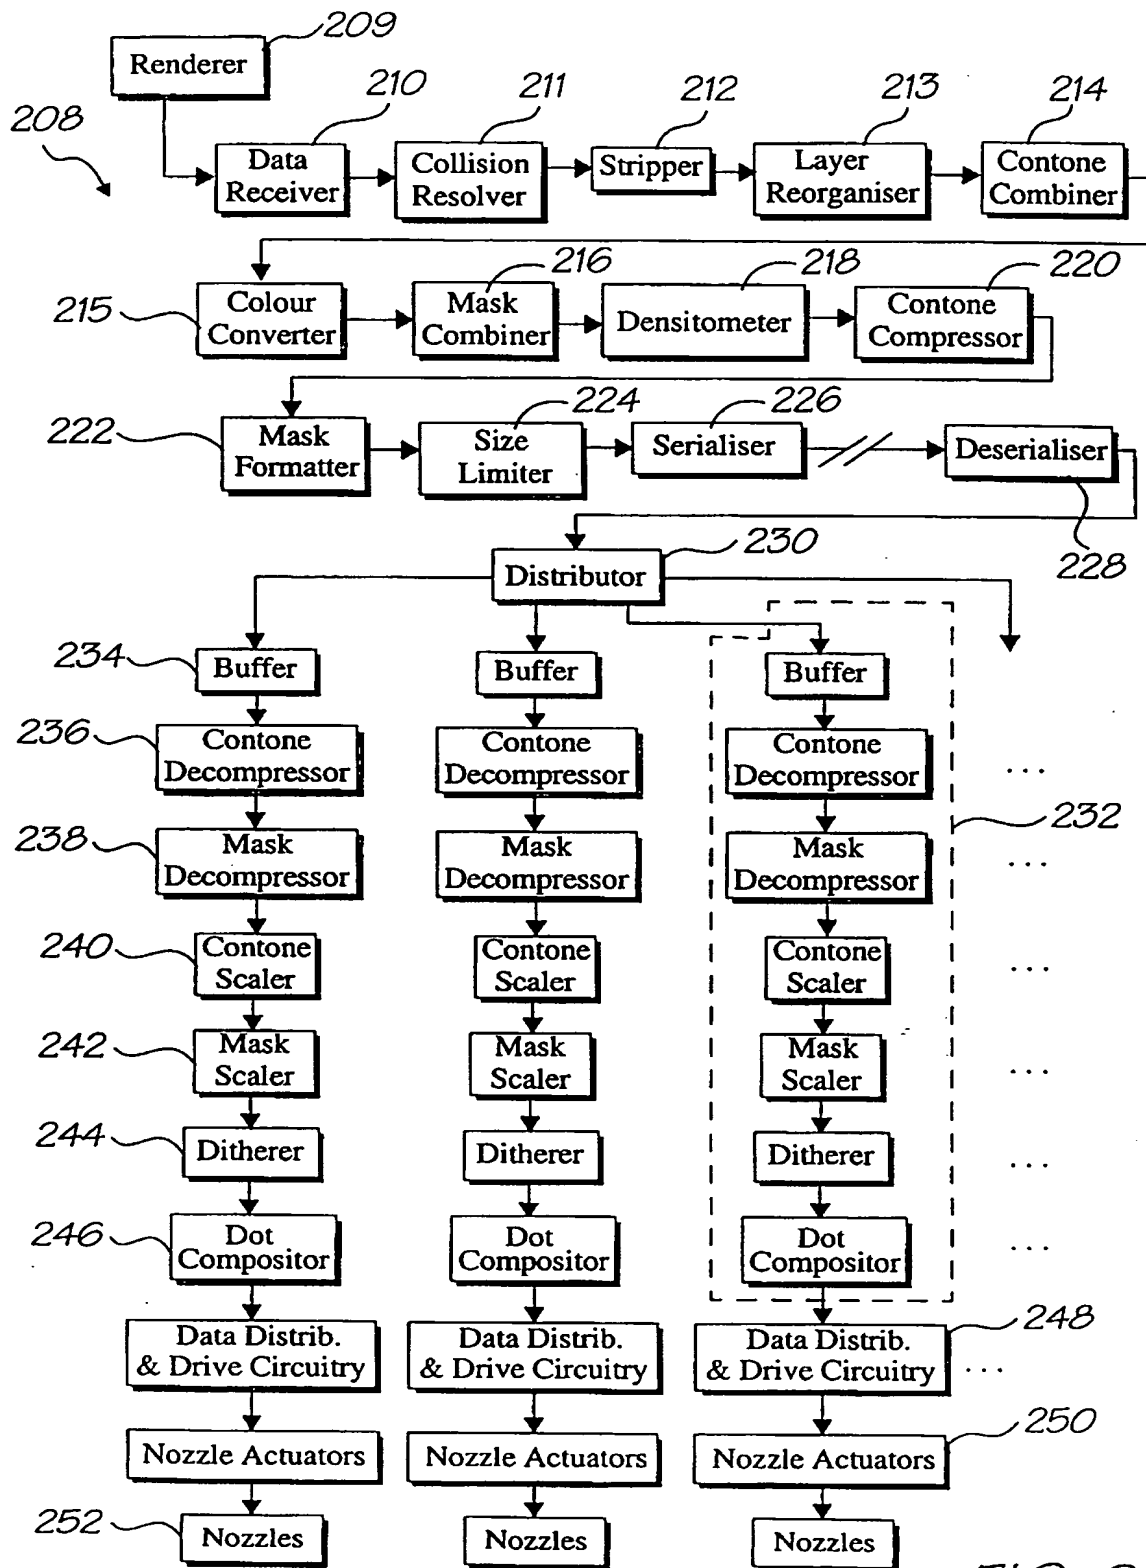 209
Renderer
208
210
211
212
213
214
Data
Receiver
Collision
Resolver
Stripper
Layer
Reorganiser
Contone
Combiner
215
216
218
220
Colour
Converter
Mask
Combiner
Densitometer
Contone
Compressor
222
224
226
Mask
Formatter
Size
Limiter
Serialiser
Deserialiser
228
230
Distributor
234
Buffer
Buffer
Buffer
236
Contone
Decompressor
Contone
Decompressor
Contone
Decompressor
...
232
238
Mask
Decompressor
Mask
Decompressor
Mask
Decompressor
...
240
Contone
Scaler
Contone
Scaler
Contone
Scaler
...
242
Mask
Scaler
Mask
Scaler
Mask
Scaler
...
244
Ditherer
Ditherer
Ditherer
...
246
Dot
Compositor
Dot
Compositor
Dot
Compositor
...
Data Distrib.
& Drive Circuitry
Data Distrib.
& Drive Circuitry
Data Distrib.
& Drive Circuitry
248
...
Nozzle Actuators
Nozzle Actuators
Nozzle Actuators
250
252
Nozzles
Nozzles
Nozzles